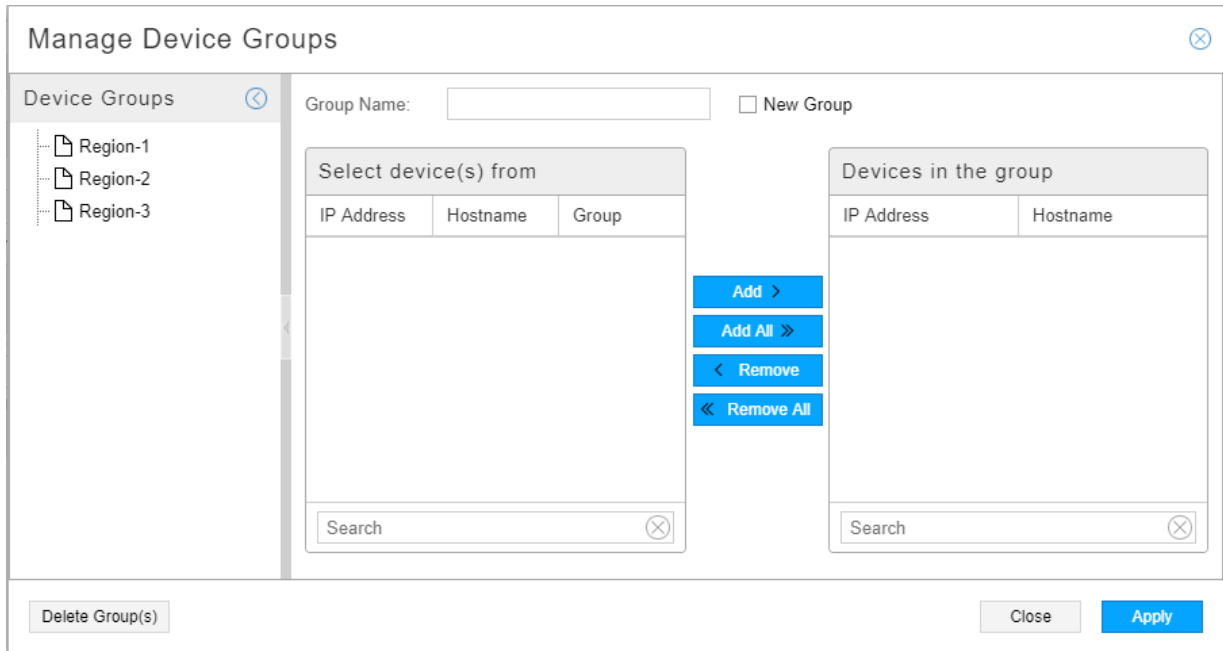 Manage Device Groups
Device Groups
Region-1
Region-2
Region-3
Group Name:
New Group
Select device(s) from
IP Address Hostname Group
Search
Add
Add All
Remove
Remove All
Devices in the group
IP Address Hostname
Search
Delete Group(s)
Close
Apply